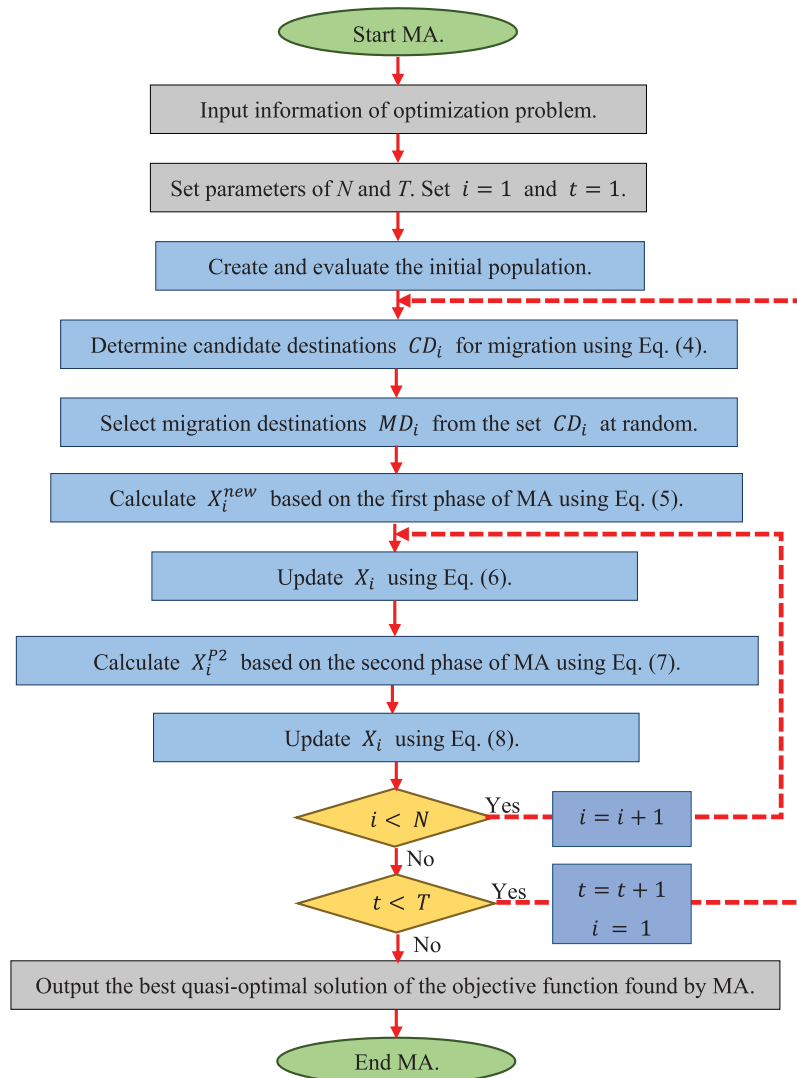 Start MA.
Input information of optimization problem.
Set parameters of N and T. Set i = 1 and t = 1.
Create and evaluate the initial population.
Determine candidate destinations CD_i for migration using Eq. (4).
Select migration destinations MD_i from the set CD_i at random.
Calculate X_i^{new} based on the first phase of MA using Eq. (5).
Update X_i using Eq. (6).
Calculate X_i^{P2} based on the second phase of MA using Eq. (7).
Update X_i using Eq. (8).
i < N
Yes
i = i + 1
No
t < T
Yes
t = t + 1
i = 1
No
Output the best quasi-optimal solution of the objective function found by MA.
End MA.